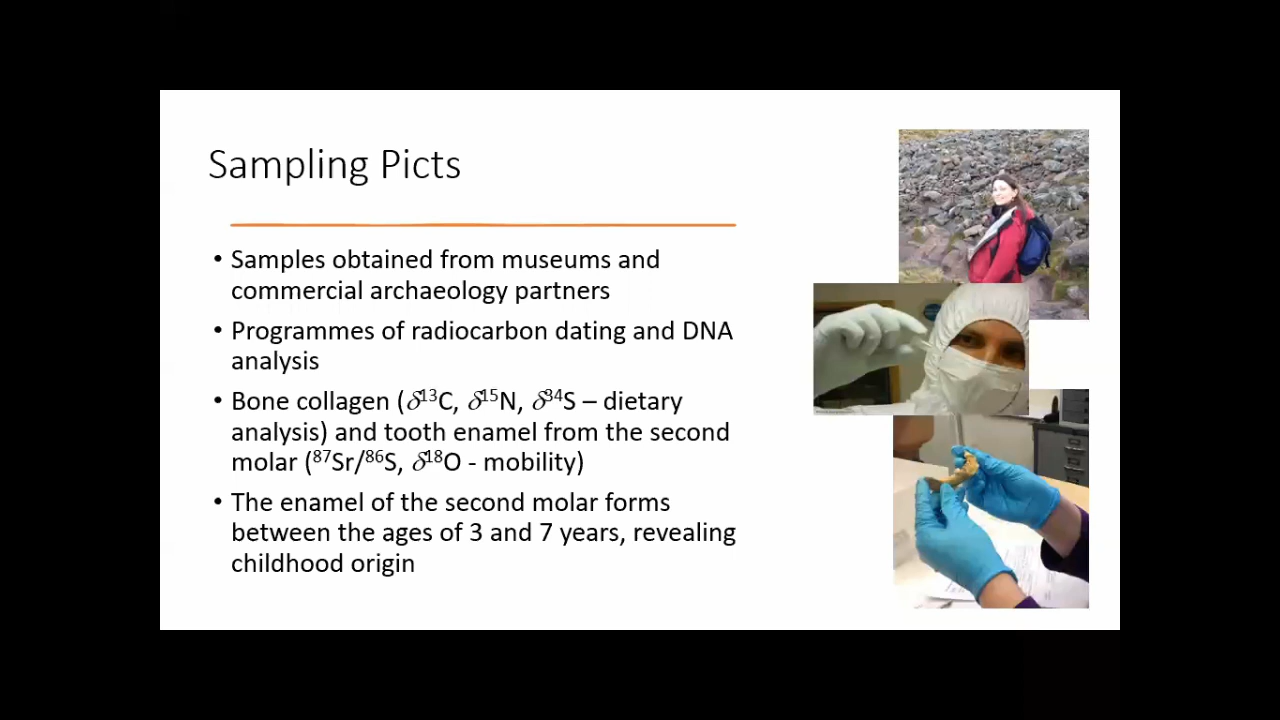 Sampling Picts
• Samples obtained from museums and
commercial archaeology partners
• Programmes of radiocarbon dating and DNA
analysis
• Bone collagen (δ¹³C, δ¹⁵N, δ³⁴S – dietary
analysis) and tooth enamel from the second
molar (⁸⁷Sr/⁸⁶S, δ¹⁸O - mobility)
• The enamel of the second molar forms
between the ages of 3 and 7 years, revealing
childhood origin